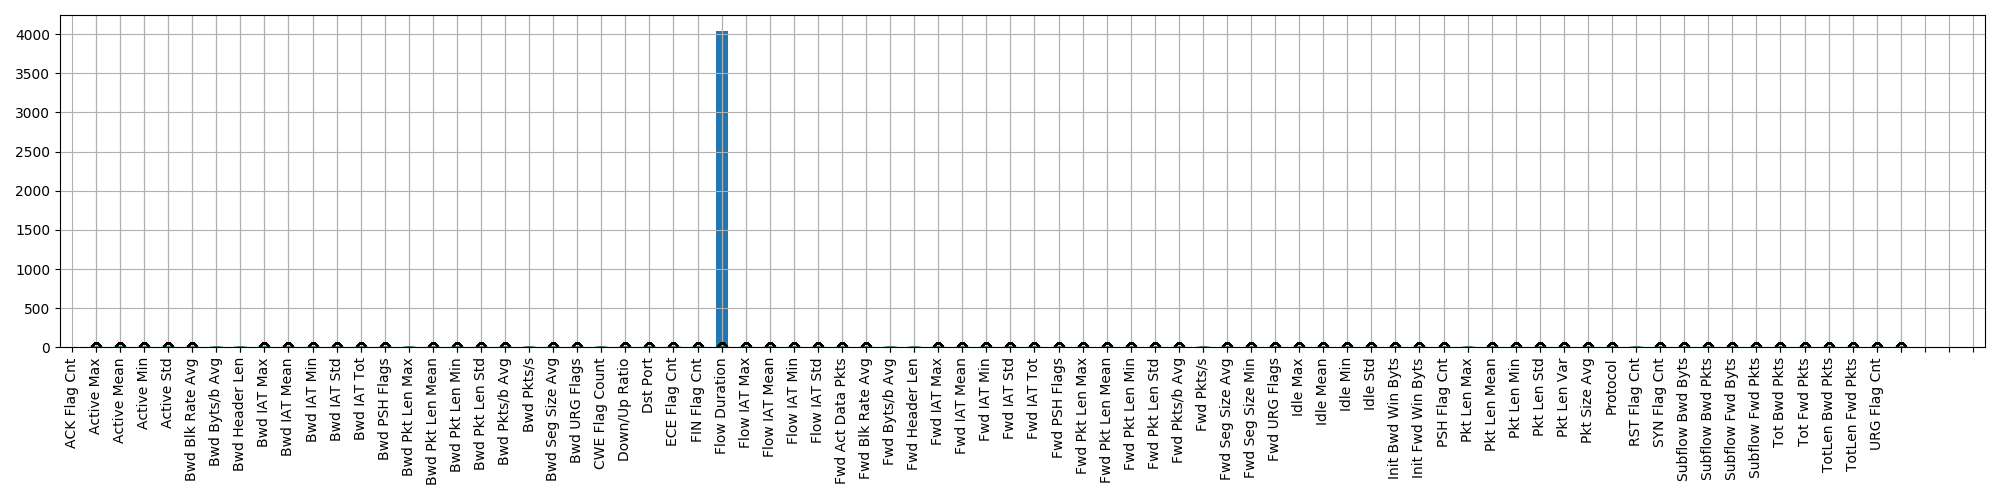 4000
3500
3000
2500
2000
1500
1000
500
0
ACK Flag Cnt
Active Max
Active Mean
Active Min
Active Std
Bwd Blk Rate Avg
Bwd Byts/b Avg
Bwd Header Len
Bwd IAT Max
Bwd IAT Mean
Bwd IAT Min
Bwd IAT Std
Bwd IAT Tot
Bwd PSH Flags
Bwd Pkt Len Max
Bwd Pkt Len Mean
Bwd Pkt Len Min
Bwd Pkt Len Std
Bwd Pkts/b Avg
Bwd Pkts/s
Bwd Seg Size Avg
Bwd URG Flags
CWE Flag Count
Down/Up Ratio
Dst Port
ECE Flag Cnt
FIN Flag Cnt
Flow Duration
Flow IAT Max
Flow IAT Mean
Flow IAT Min
Flow IAT Std
Fwd Act Data Pkts
Fwd Blk Rate Avg
Fwd Byts/b Avg
Fwd Header Len
Fwd IAT Max
Fwd IAT Mean
Fwd IAT Min
Fwd IAT Std
Fwd IAT Tot
Fwd PSH Flags
Fwd Pkt Len Max
Fwd Pkt Len Mean
Fwd Pkt Len Min
Fwd Pkt Len Std
Fwd Pkts/b Avg
Fwd Pkts/s
Fwd Seg Size Avg
Fwd Seg Size Min
Fwd URG Flags
Idle Max
Idle Mean
Idle Min
Idle Std
Init Bwd Win Byts
Init Fwd Win Byts
PSH Flag Cnt
Pkt Len Max
Pkt Len Mean
Pkt Len Min
Pkt Len Std
Pkt Len Var
Pkt Size Avg
Protocol
RST Flag Cnt
SYN Flag Cnt
Subflow Bwd Byts
Subflow Bwd Pkts
Subflow Fwd Byts
Subflow Fwd Pkts
Tot Bwd Pkts
Tot Fwd Pkts
TotLen Bwd Pkts
TotLen Fwd Pkts
URG Flag Cnt